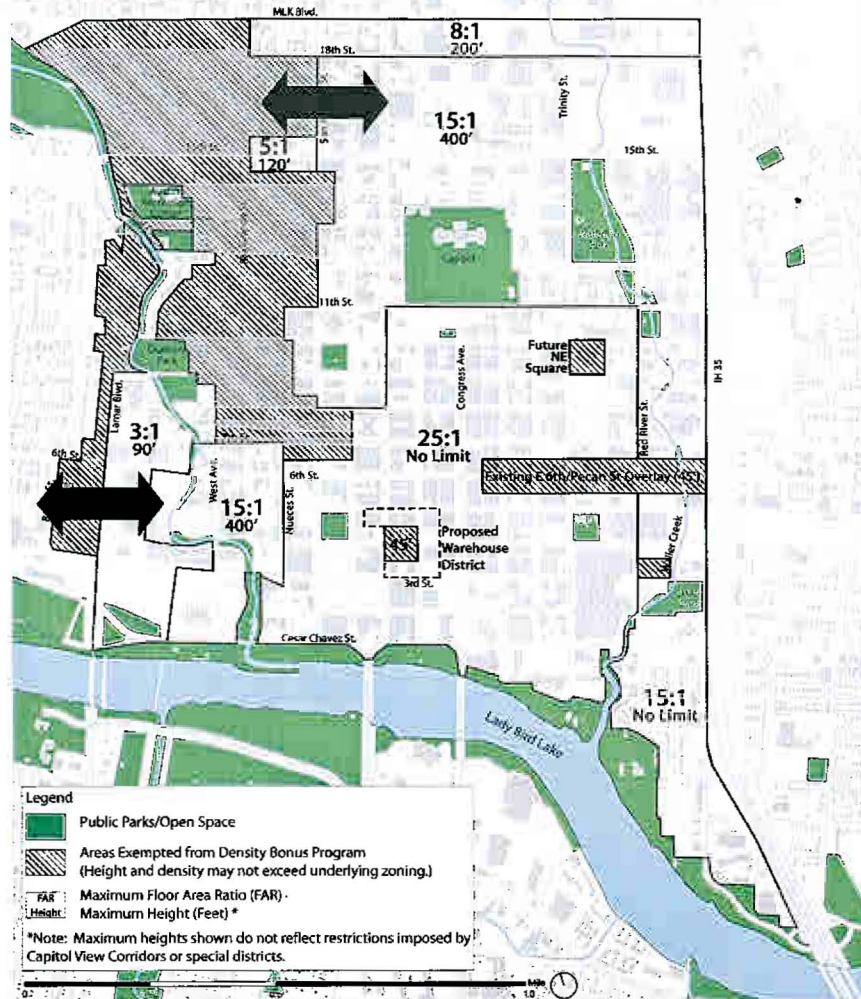 MLK Blvd.
8:1
200'
18th St.
Trinity St.
15:1
400'
15th St.
5:1
120'
Capitol
11th St.
Congress Ave.
Future
NE
Square
IH 35
Lamar Blvd.
Red River St.
3:1
90'
25:1
No Limit
6th St.
West Ave.
6th St.
Existing E 6th/Pecan St Overlay (45')
15:1
400'
Nueces St.
45'
Proposed
Warehouse
District
3rd St.
Cesar Chavez St.
15:1
No Limit
Lady Bird Lake
Legend
Public Parks/Open Space
Areas Exempted from Density Bonus Program
(Height and density may not exceed underlying zoning.)
FAR Maximum Floor Area Ratio (FAR)
Height Maximum Height (Feet) *
*Note: Maximum heights shown do not reflect restrictions imposed by
Capitol View Corridors or special districts.
Mile
1.0